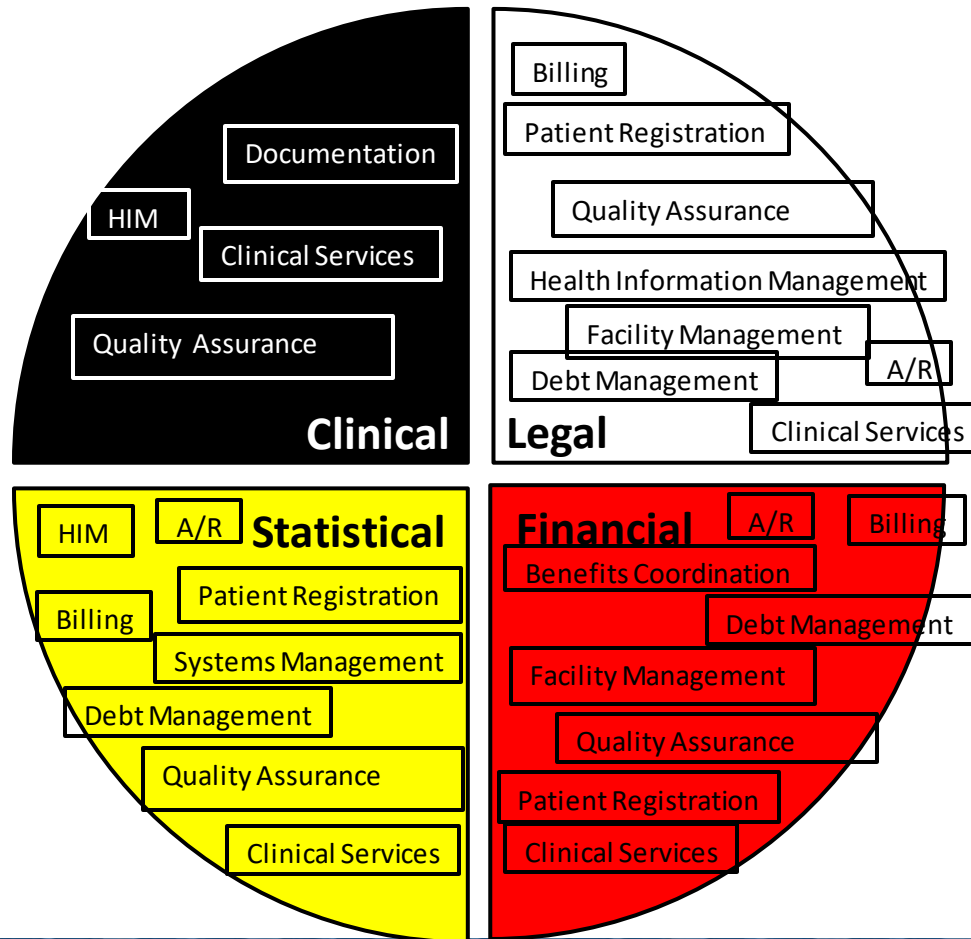 Documentation
HIM
Clinical Services
Quality Assurance
Clinical
Billing
Patient Registration
Quality Assurance
Health Information Management
Facility Management
A/R
Debt Management
Clinical Services
Legal
HIM
A/R
Statistical
Patient Registration
Billing
Systems Management
Debt Management
Quality Assurance
Clinical Services
Financial
A/R
Billing
Benefits Coordination
Debt Management
Facility Management
Quality Assurance
Patient Registration
Clinical Services